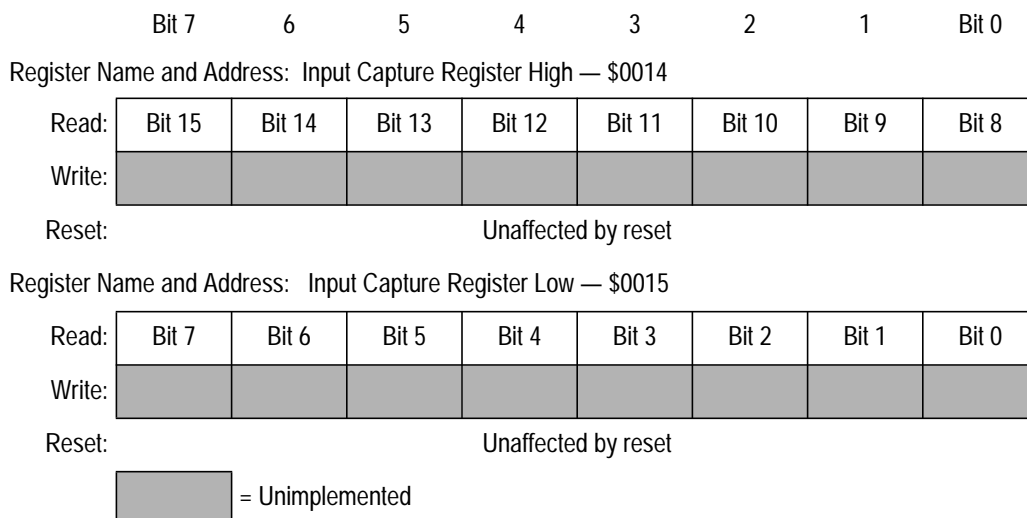 Bit 7 6 5 4 3 2 1 Bit 0
Register Name and Address: Input Capture Register High — $0014
Read: Bit 15 Bit 14 Bit 13 Bit 12 Bit 11 Bit 10 Bit 9 Bit 8
Write:
Reset: Unaffected by reset
Register Name and Address: Input Capture Register Low — $0015
Read: Bit 7 Bit 6 Bit 5 Bit 4 Bit 3 Bit 2 Bit 1 Bit 0
Write:
Reset: Unaffected by reset
= Unimplemented